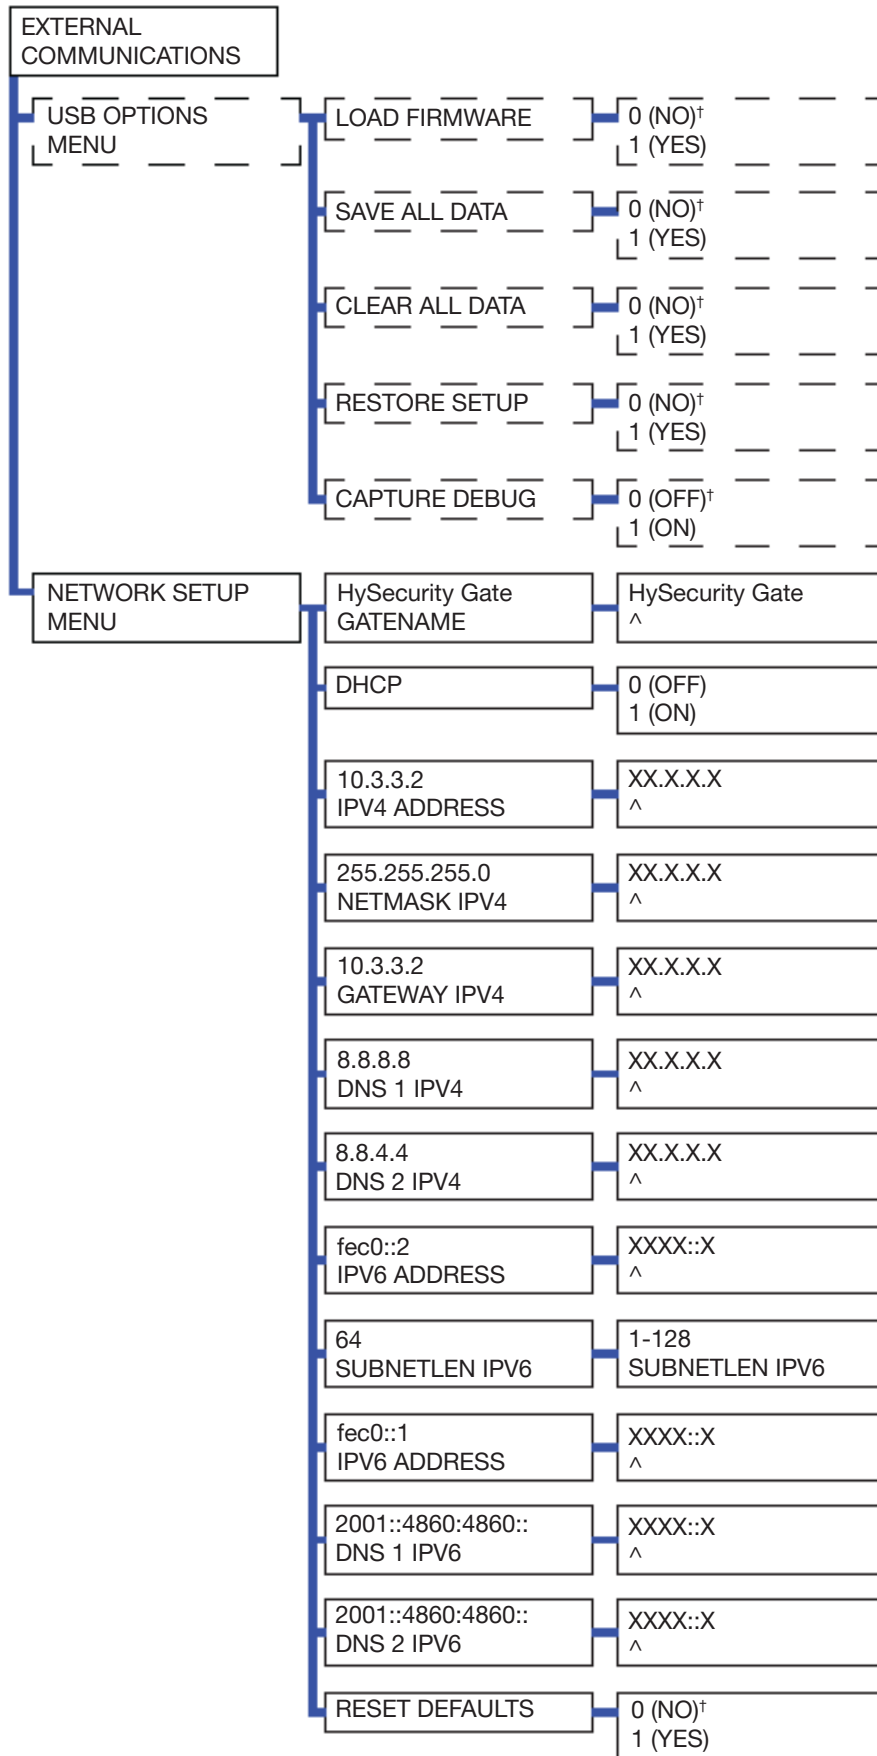 EXTERNAL
COMMUNICATIONS
USB OPTIONS
MENU
LOAD FIRMWARE
0 (NO)†
1 (YES)
SAVE ALL DATA
0 (NO)†
1 (YES)
CLEAR ALL DATA
0 (NO)†
1 (YES)
RESTORE SETUP
0 (NO)†
1 (YES)
CAPTURE DEBUG
0 (OFF)†
1 (ON)
NETWORK SETUP
MENU
HySecurity Gate
GATENAME
HySecurity Gate
^
DHCP
0 (OFF)
1 (ON)
10.3.3.2
IPV4 ADDRESS
XX.X.X.X
^
255.255.255.0
NETMASK IPV4
XX.X.X.X
^
10.3.3.2
GATEWAY IPV4
XX.X.X.X
^
8.8.8.8
DNS 1 IPV4
XX.X.X.X
^
8.8.4.4
DNS 2 IPV4
XX.X.X.X
^
fec0::2
IPV6 ADDRESS
XXXX::X
^
64
SUBNETLEN IPV6
1-128
SUBNETLEN IPV6
fec0::1
IPV6 ADDRESS
XXXX::X
^
2001::4860:4860::
DNS 1 IPV6
XXXX::X
^
2001::4860:4860::
DNS 2 IPV6
XXXX::X
^
RESET DEFAULTS
0 (NO)†
1 (YES)